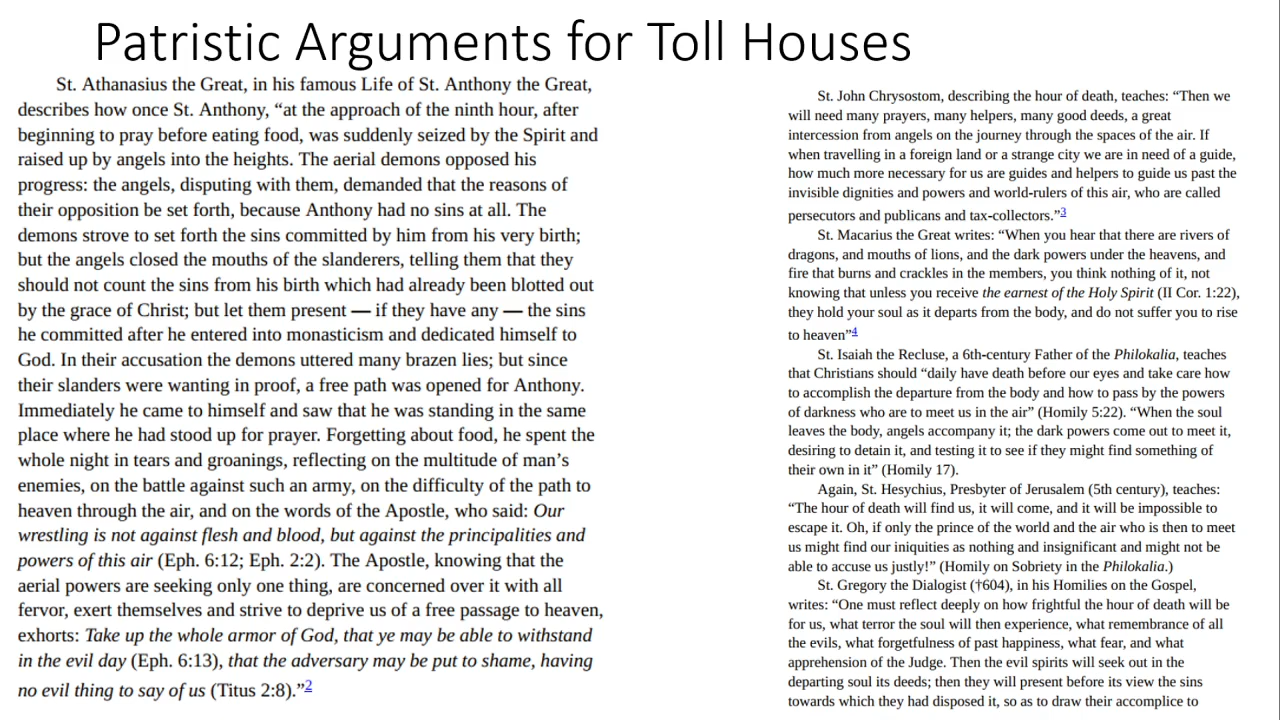 Patristic Arguments for Toll Houses
St. Athanasius the Great, in his famous Life of St. Anthony the Great,
describes how once St. Anthony, “at the approach of the ninth hour, after
beginning to pray before eating food, was suddenly seized by the Spirit and
raised up by angels into the heights. The aerial demons opposed his
progress: the angels, disputing with them, demanded that the reasons of
their opposition be set forth, because Anthony had no sins at all. The
demons strove to set forth the sins committed by him from his very birth;
but the angels closed the mouths of the slanderers, telling them that they
should not count the sins from his birth which had already been blotted out
by the grace of Christ; but let them present — if they have any — the sins
he committed after he entered into monasticism and dedicated himself to
God. In their accusation the demons uttered many brazen lies; but since
their slanders were wanting in proof, a free path was opened for Anthony.
Immediately he came to himself and saw that he was standing in the same
place where he had stood up for prayer. Forgetting about food, he spent the
whole night in tears and groanings, reflecting on the multitude of man’s
enemies, on the battle against such an army, on the difficulty of the path to
heaven through the air, and on the words of the Apostle, who said: Our
wrestling is not against flesh and blood, but against the principalities and
powers of this air (Eph. 6:12; Eph. 2:2). The Apostle, knowing that the
aerial powers are seeking only one thing, are concerned over it with all
fervor, exert themselves and strive to deprive us of a free passage to heaven,
exhorts: Take up the whole armor of God, that ye may be able to withstand
in the evil day (Eph. 6:13), that the adversary may be put to shame, having
no evil thing to say of us (Titus 2:8).”2
St. John Chrysostom, describing the hour of death, teaches: “Then we
will need many prayers, many helpers, many good deeds, a great
intercession from angels on the journey through the spaces of the air. If
when travelling in a foreign land or a strange city we are in need of a guide,
how much more necessary for us are guides and helpers to guide us past the
invisible dignities and powers and world-rulers of this air, who are called
persecutors and publicans and tax-collectors.”3
St. Macarius the Great writes: “When you hear that there are rivers of
dragons, and mouths of lions, and the dark powers under the heavens, and
fire that burns and crackles in the members, you think nothing of it, not
knowing that unless you receive the earnest of the Holy Spirit (II Cor. 1:22),
they hold your soul as it departs from the body, and do not suffer you to rise
to heaven”4
St. Isaiah the Recluse, a 6th-century Father of the Philokalia, teaches
that Christians should “daily have death before our eyes and take care how
to accomplish the departure from the body and how to pass by the powers
of darkness who are to meet us in the air” (Homily 5:22). “When the soul
leaves the body, angels accompany it; the dark powers come out to meet it,
desiring to detain it, and testing it to see if they might find something of
their own in it” (Homily 17).
Again, St. Hesychius, Presbyter of Jerusalem (5th century), teaches:
“The hour of death will find us, it will come, and it will be impossible to
escape it. Oh, if only the prince of the world and the air who is then to meet
us might find our iniquities as nothing and insignificant and might not be
able to accuse us justly!” (Homily on Sobriety in the Philokalia.)
St. Gregory the Dialogist (†604), in his Homilies on the Gospel,
writes: “One must reflect deeply on how frightful the hour of death will be
for us, what terror the soul will then experience, what remembrance of all
the evils, what forgetfulness of past happiness, what fear, and what
apprehension of the Judge. Then the evil spirits will seek out in the
departing soul its deeds; then they will present before its view the sins
towards which they had disposed it, so as to draw their accomplice to